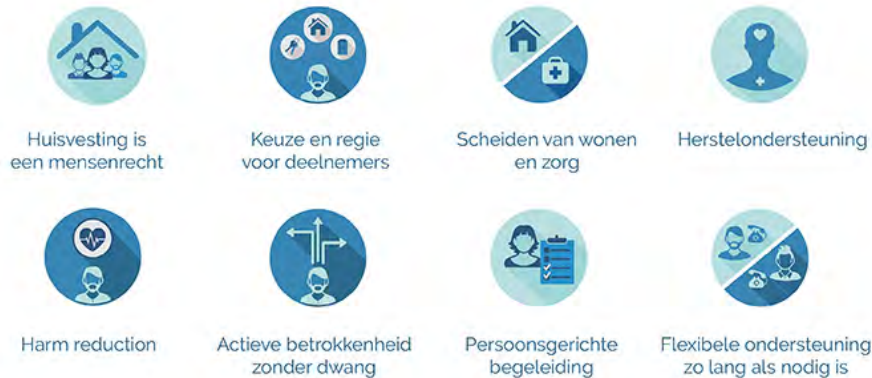 Huisvesting is
een mensenrecht
Keuze en regie
voor deelnemers
Scheiden van wonen
en zorg
Herstelondersteuning
Harm reduction
Actieve betrokkenheid
zonder dwang
Persoonsgerichte
begeleiding
Flexibele ondersteuning
zo lang als nodig is